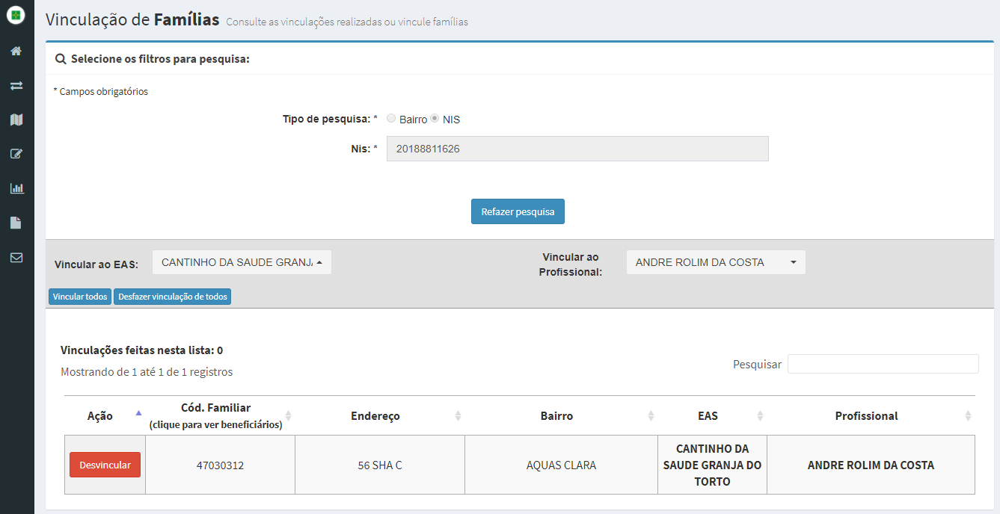 Vinculação de Famílias Consulte as vinculações realizadas ou vincule famílias
Selecione os filtros para pesquisa:
* Campos obrigatórios
Tipo de pesquisa: * Bairro NIS
Nis: * 20188811626
Refazer pesquisa
Vincular ao EAS: CANTINHO DA SAUDE GRANJA
Vincular ao
Profissional:
ANDRE ROLIM DA COSTA
Vincular todos Desfazer vinculação de todos
Vinculações feitas nesta lista: 0
Mostrando de 1 até 1 de 1 registros
Pesquisar
Ação
Cód. Familiar
(clique para ver beneficiários)
Endereço
Bairro
EAS
Profissional
Desvincular
47030312
56 SHA C
AQUAS CLARA
CANTINHO DA
SAUDE GRANJA DO
TORTO
ANDRE ROLIM DA COSTA